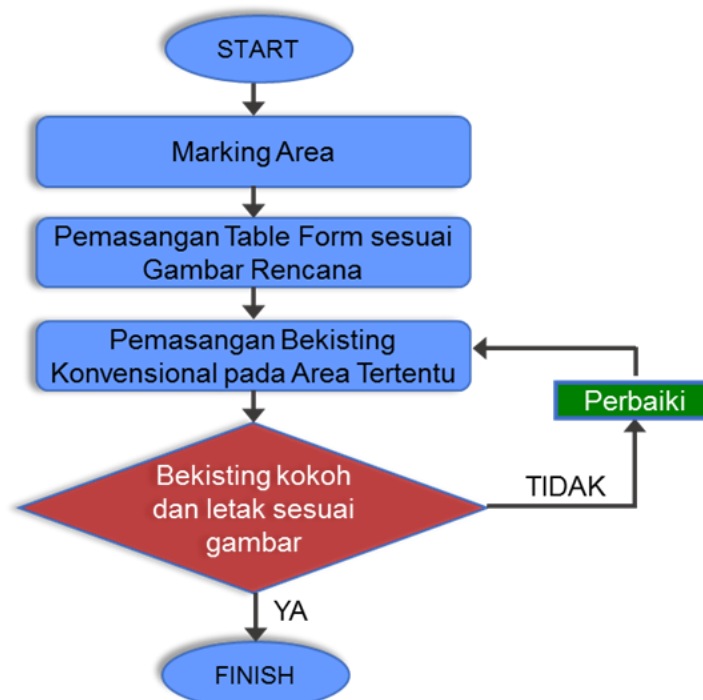 START
Marking Area
Pemasangan Table Form sesuai
Gambar Rencana
Pemasangan Bekisting
Konvensional pada Area Tertentu
Perbaiki
Bekisting kokoh
dan letak sesuai
gambar
TIDAK
YA
FINISH